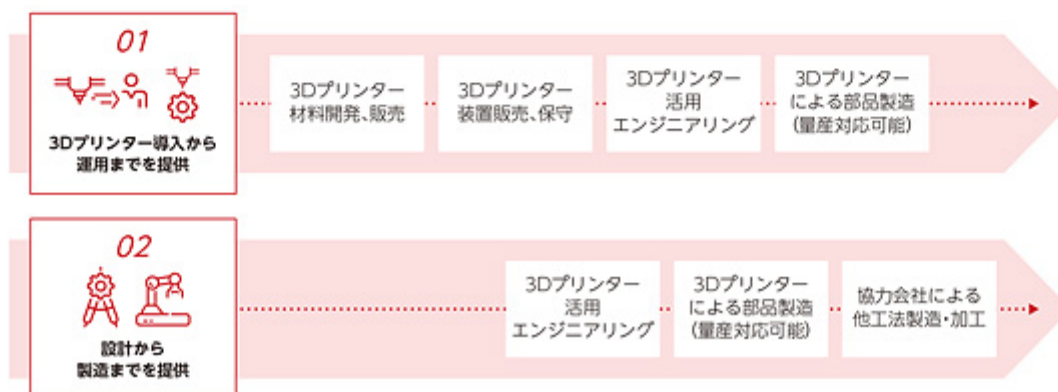 01
3Dプリンター導入から
運用までを提供
3Dプリンター
材料開発、販売
3Dプリンター
装置販売、保守
3Dプリンター
活用
エンジニアリング
3Dプリンター
による部品製造
(量産対応可能)
02
設計から
製造までを提供
3Dプリンター
活用
エンジニアリング
3Dプリンター
による部品製造
(量産対応可能)
協力会社による
他工法製造・加工